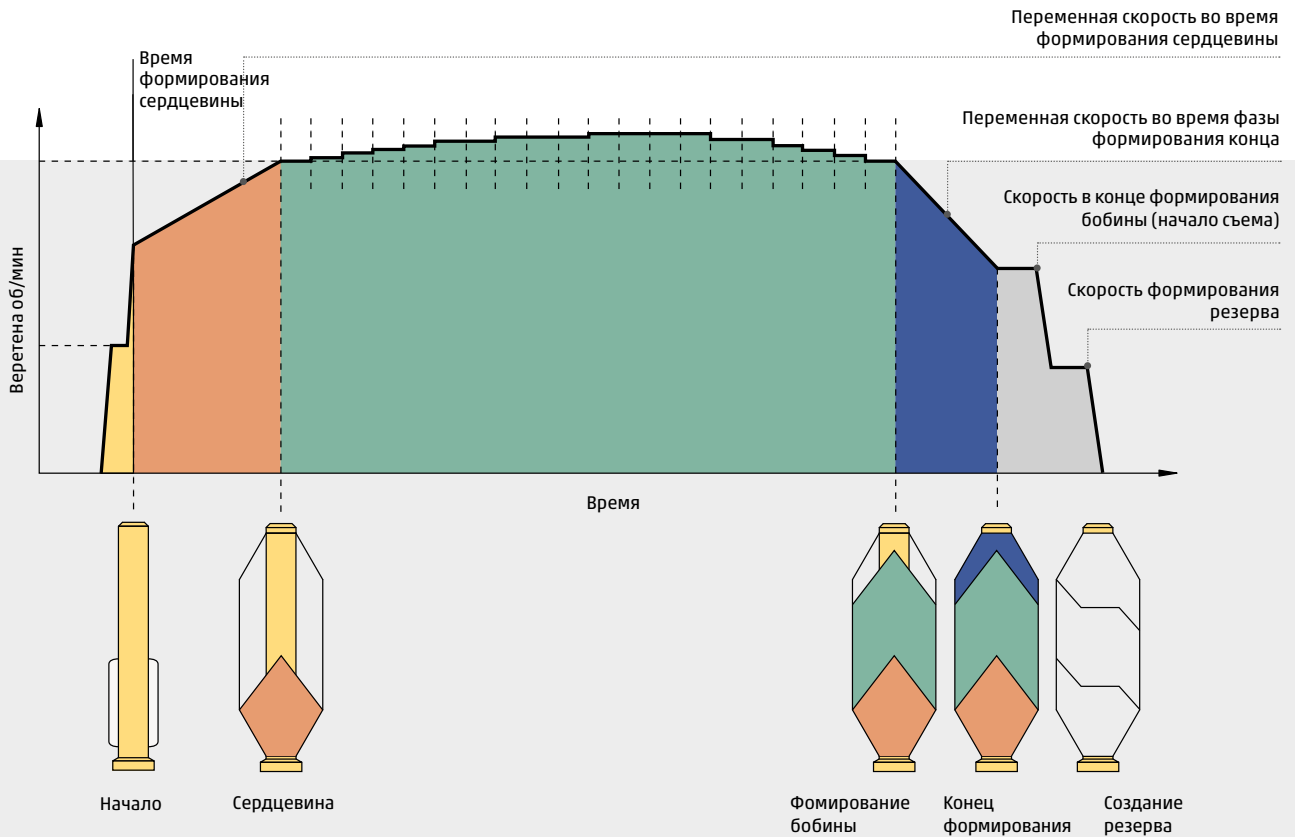 Переменная скорость во время
формирования сердцевины
Время
формирования
сердцевины
Переменная скорость во время фазы
формирования конца
Скорость в конце формирования
бобины (начало съема)
Скорость формирования
резерва
Веретена об/мин
Время
Начало
Сердцевина
Фомирование
бобины
Конец
формирования
Создание
резерва